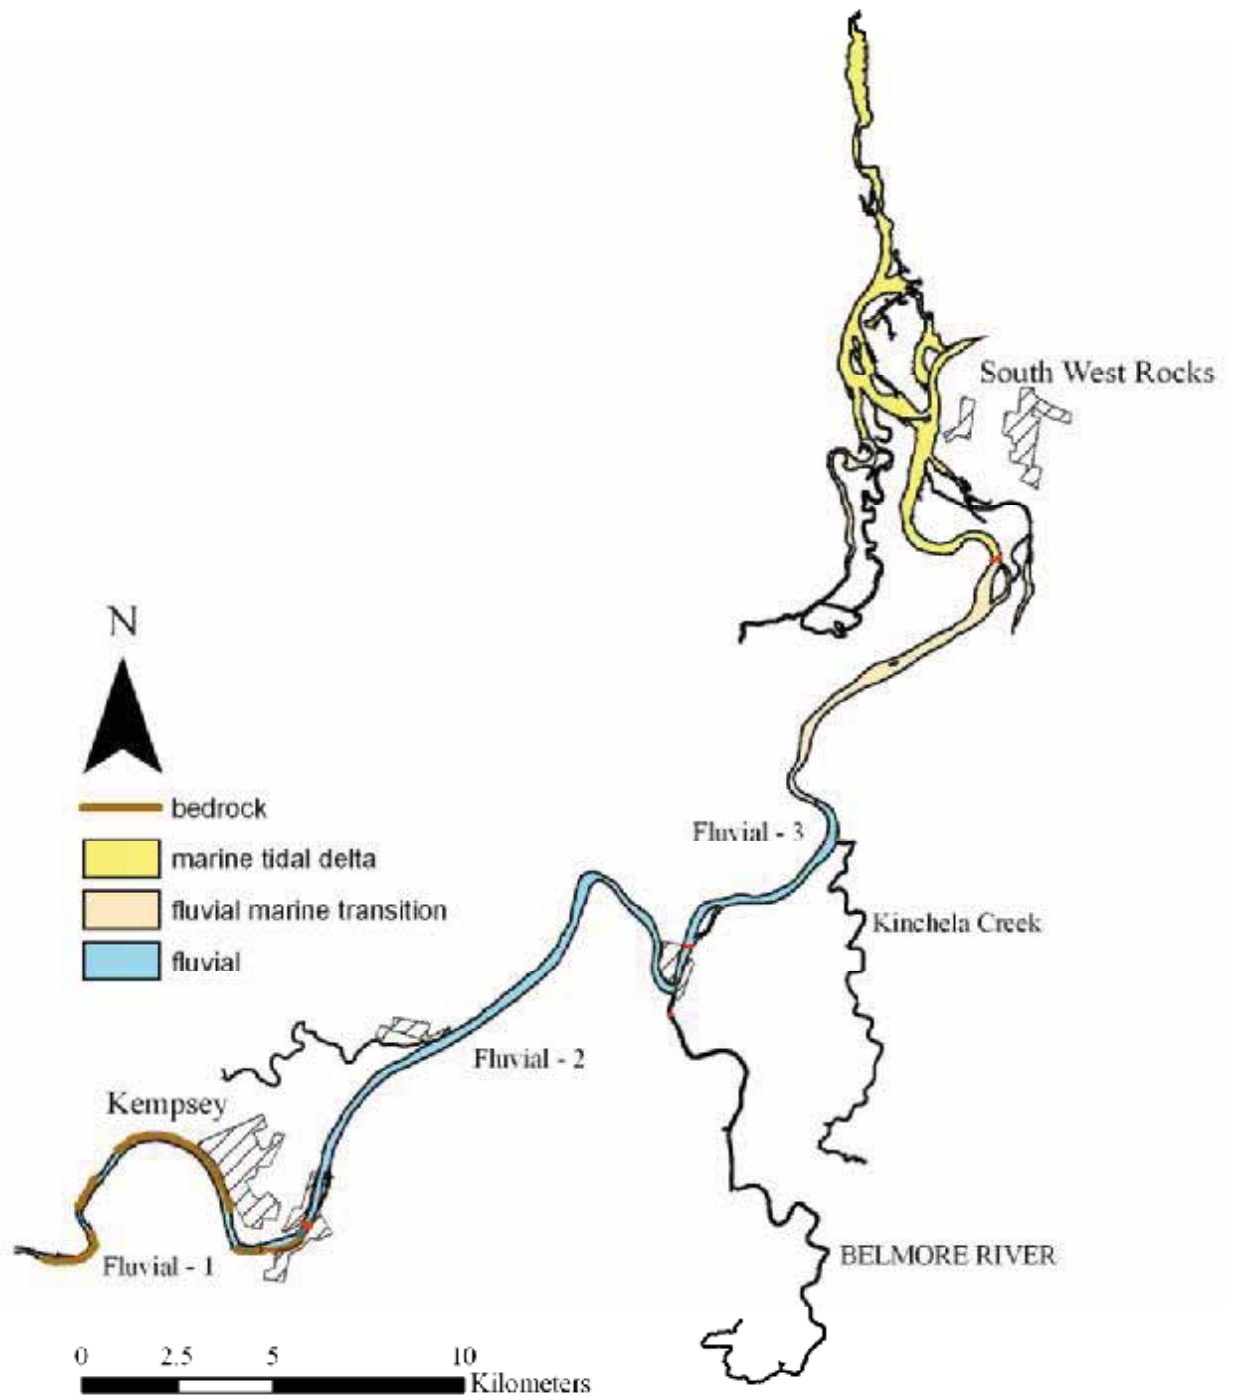 South West Rocks
N
bedrock
marine tidal delta
fluvial marine transition
fluvial
Fluvial - 3
Kinchela Creek
Fluvial - 2
Kempsey
Fluvial - 1
BELMORE RIVER
0 2.5 5 10
Kilometers